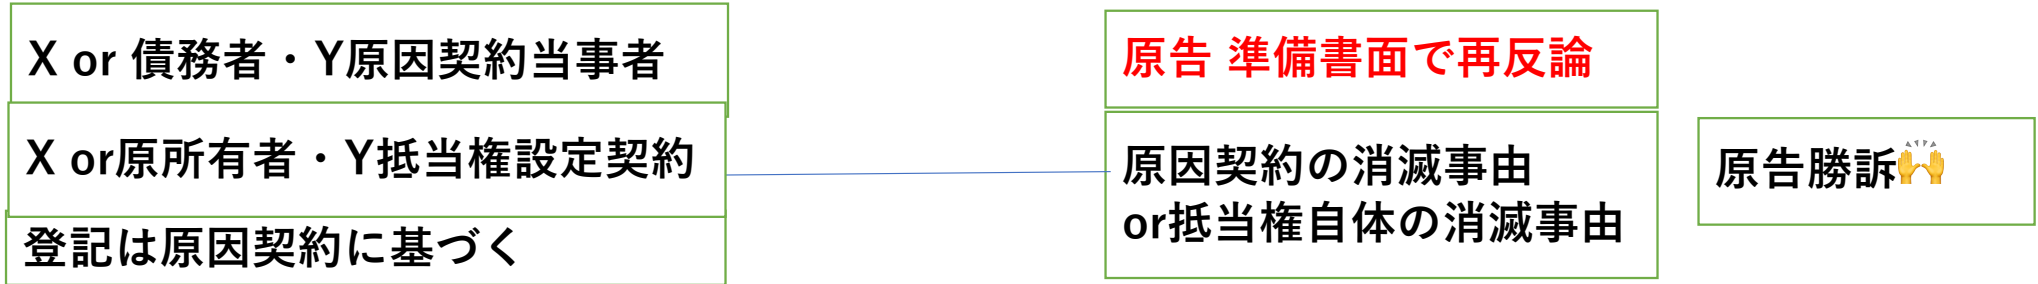 X or 債務者・Y原因契約当事者
X or原所有者・Y抵当権設定契約
登記は原因契約に基づく
原告 準備書面で再反論
原因契約の消滅事由
or抵当権自体の消滅事由
原告勝訴🙌